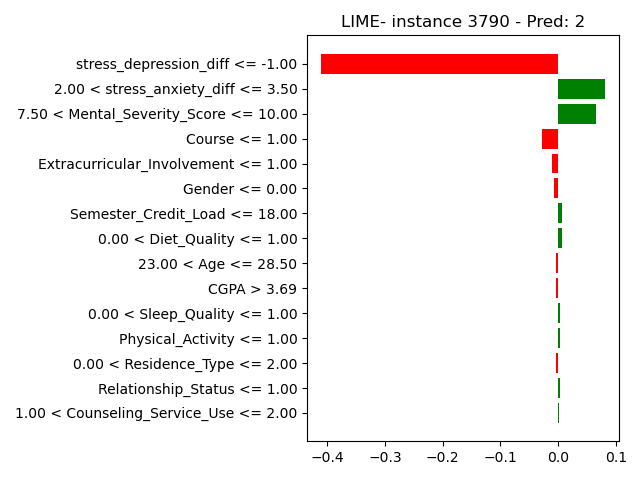 LIME- instance 3790 - Pred: 2
stress_depression_diff <= -1.00
2.00 < stress_anxiety_diff <= 3.50
7.50 < Mental_Severity_Score <= 10.00
Course <= 1.00
Extracurricular_Involvement <= 1.00
Gender <= 0.00
Semester_Credit_Load <= 18.00
0.00 < Diet_Quality <= 1.00
23.00 < Age <= 28.50
CGPA > 3.69
0.00 < Sleep_Quality <= 1.00
Physical_Activity <= 1.00
0.00 < Residence_Type <= 2.00
Relationship_Status <= 1.00
1.00 < Counseling_Service_Use <= 2.00
−0.4 −0.3 −0.2 −0.1 0.0 0.1